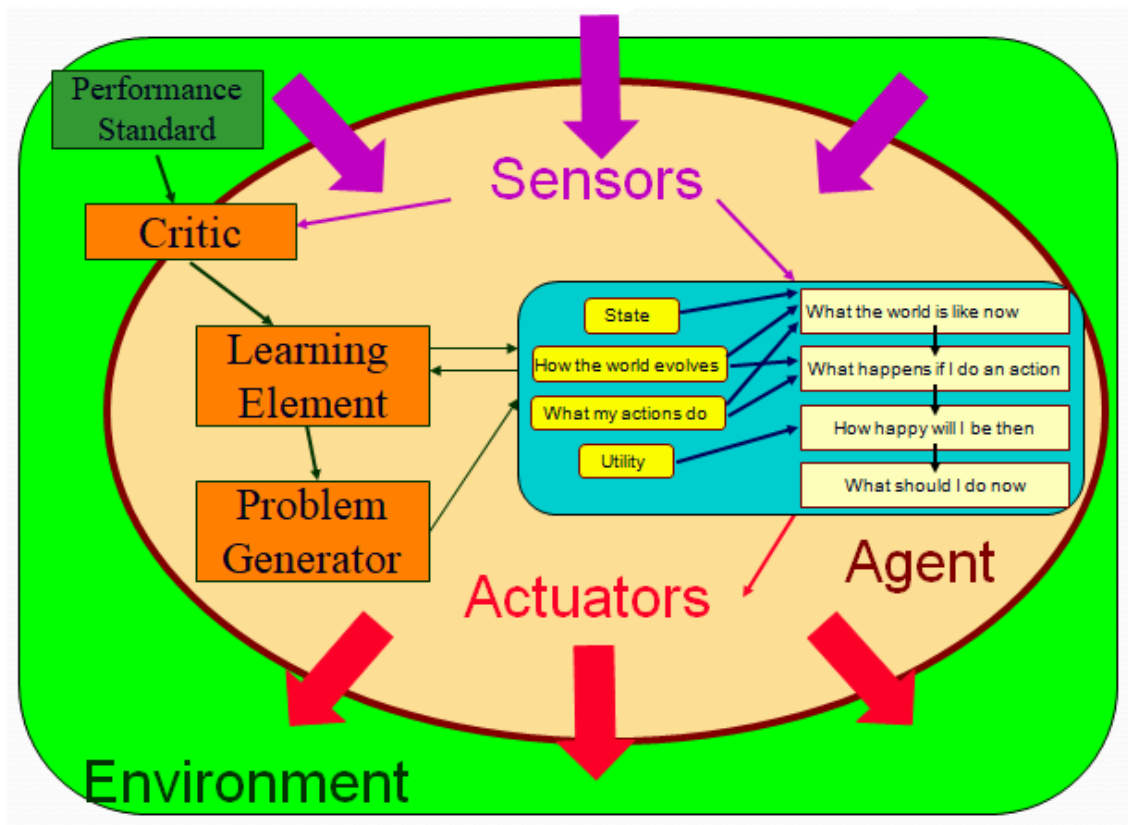 Performance
Standard
Sensors
Critic
State
What the world is like now
Learning
Element
How the world evolves
What happens if I do an action
What my actions do
How happy will I be then
Utility
What should I do now
Problem
Generator
Agent
Actuators
Environment